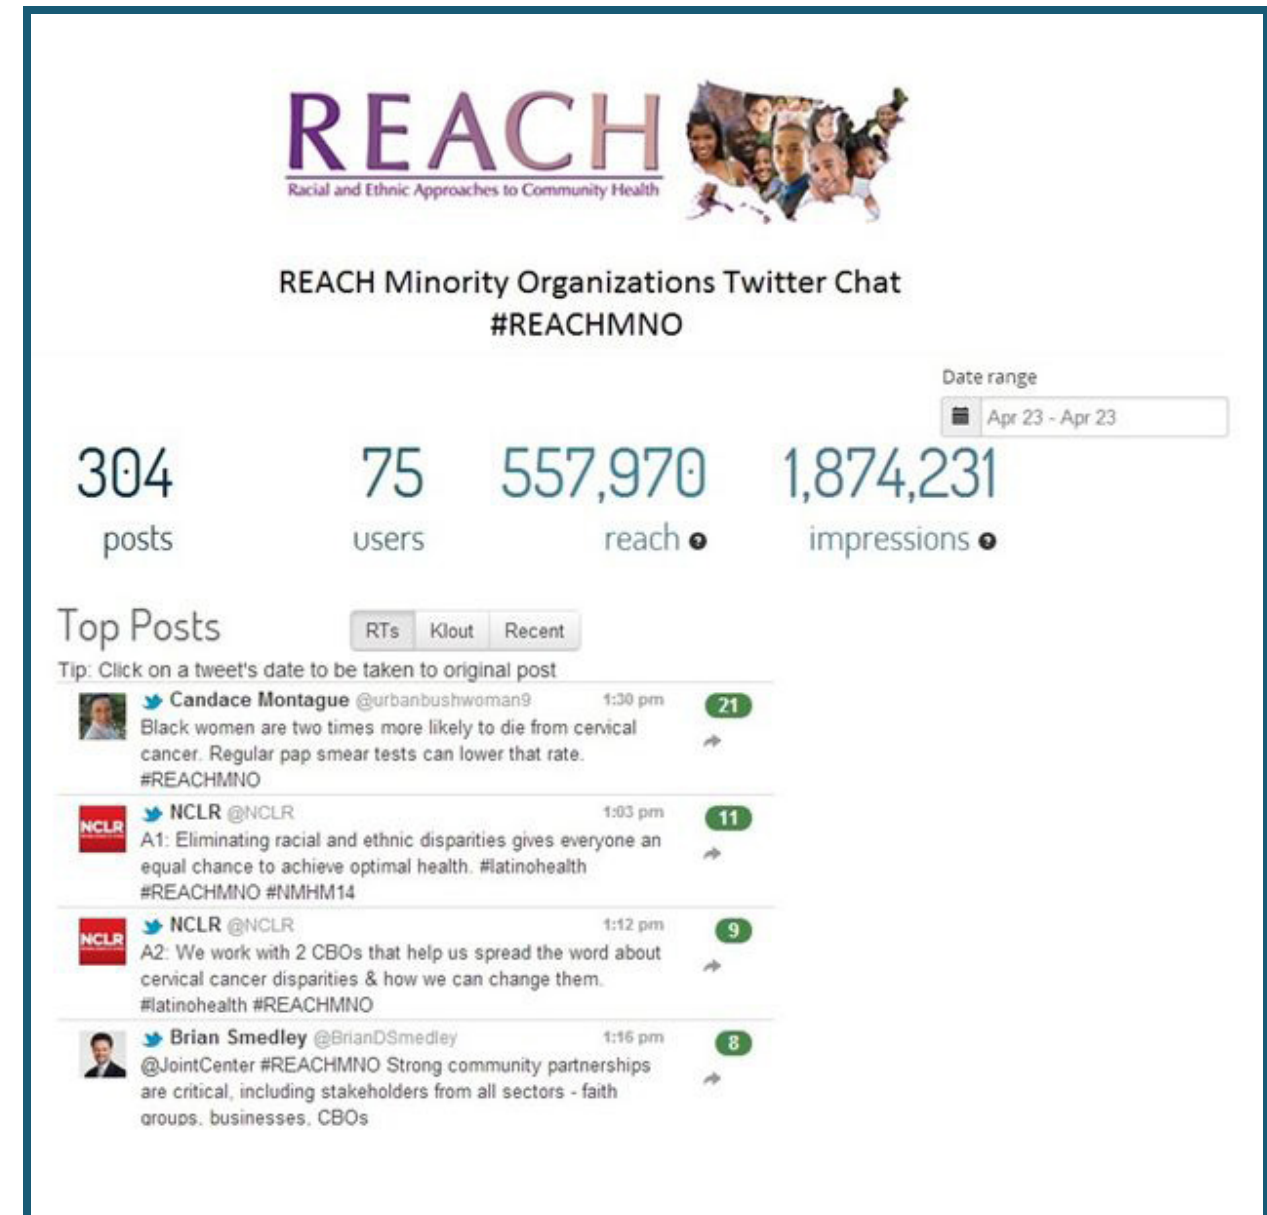 REACH
Racial and Ethnic Approaches to Community Health
REACH Minority Organizations Twitter Chat
#REACHMNO
Date range
Apr 23 - Apr 23
304
posts
75
users
557,970
reach ?
1,874,231
impressions ?
Top Posts
RTs Klout Recent
Tip: Click on a tweet's date to be taken to original post
Candace Montague @urbanbushwoman9 1:30 pm 21
Black women are two times more likely to die from cervical
cancer. Regular pap smear tests can lower that rate.
#REACHMNO
NCLR
NCLR @NCLR 1:03 pm 11
A1: Eliminating racial and ethnic disparities gives everyone an
equal chance to achieve optimal health. #latinohealth
#REACHMNO #NMHM14
NCLR
NCLR @NCLR 1:12 pm 9
A2: We work with 2 CBOs that help us spread the word about
cervical cancer disparities & how we can change them.
#latinohealth #REACHMNO
Brian Smedley @BrianDSmedley 1:16 pm 8
@JointCenter #REACHMNO Strong community partnerships
are critical, including stakeholders from all sectors - faith
groups, businesses, CBOs